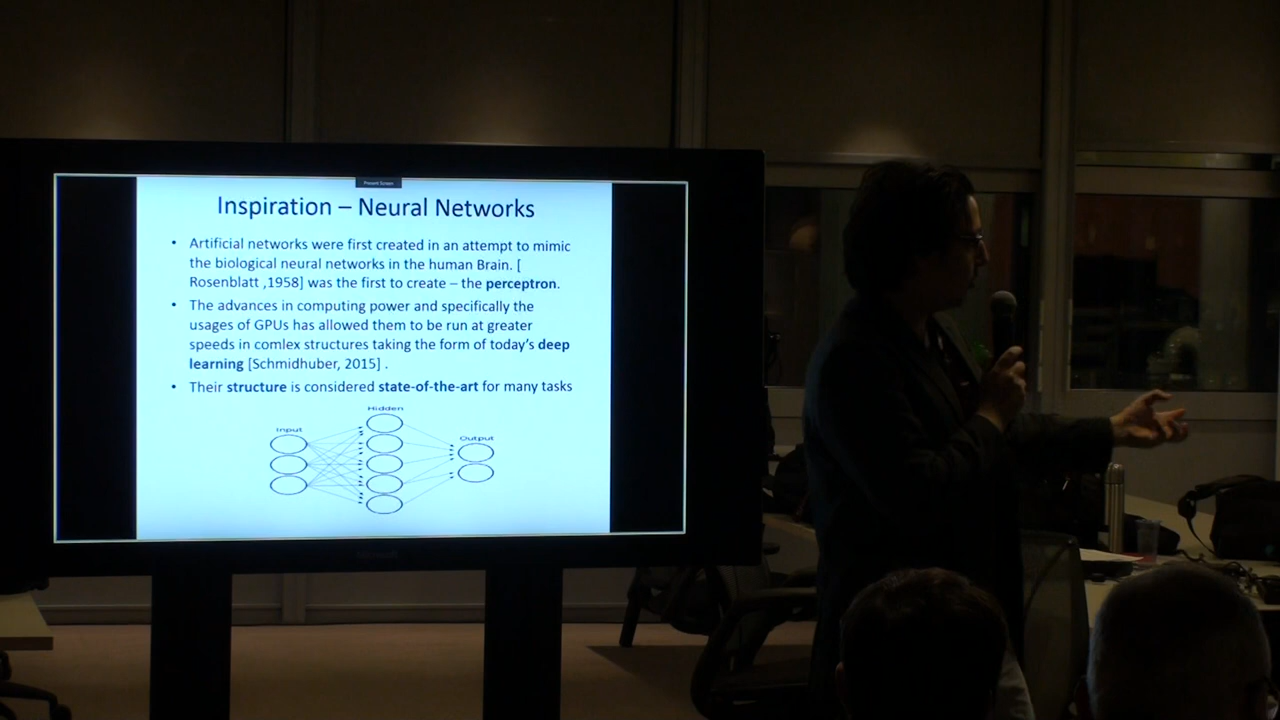 Present Screen
Inspiration – Neural Networks
• Artificial networks were first created in an attempt to mimic
the biological neural networks in the human Brain. [
Rosenblatt ,1958] was the first to create – the perceptron.
• The advances in computing power and specifically the
usages of GPUs has allowed them to be run at greater
speeds in comlex structures taking the form of today's deep
learning [Schmidhuber, 2015] .
• Their structure is considered state-of-the-art for many tasks
Hidden
Input
Output